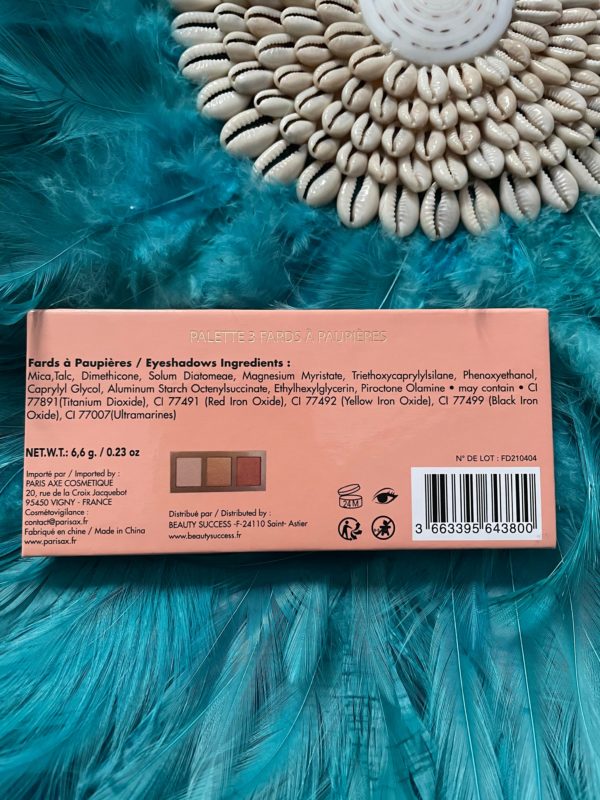 PALETTE 3 FARDS À PAUPIÈRES
Fards à Paupières / Eyeshadows Ingredients :
Mica,Talc, Dimethicone, Solum Diatomeae, Magnesium Myristate, Triethoxycaprylylsilane, Phenoxyethanol,
Caprylyl Glycol, Aluminum Starch Octenylsuccinate, Ethylhexylglycerin, Piroctone Olamine • may contain • CI
77891(Titanium Dioxide), CI 77491 (Red Iron Oxide), CI 77492 (Yellow Iron Oxide), CI 77499 (Black Iron
Oxide), CI 77007(Ultramarines)
NET.WT.: 6,6 g. / 0.23 oz
Importé par / Imported by :
PARIS AXE COSMETIQUE
20, rue de la Croix Jacquebot
95450 VIGNY - FRANCE
Cosmétovigilance :
contact@parisax.fr
Fabriqué en chine / Made in China
www.parisax.fr
Distribué par / Distributed by :
BEAUTY SUCCESS -F-24110 Saint- Astier
www.beautysuccess.fr
24M
N° DE LOT : FD210404
3 663395 643800